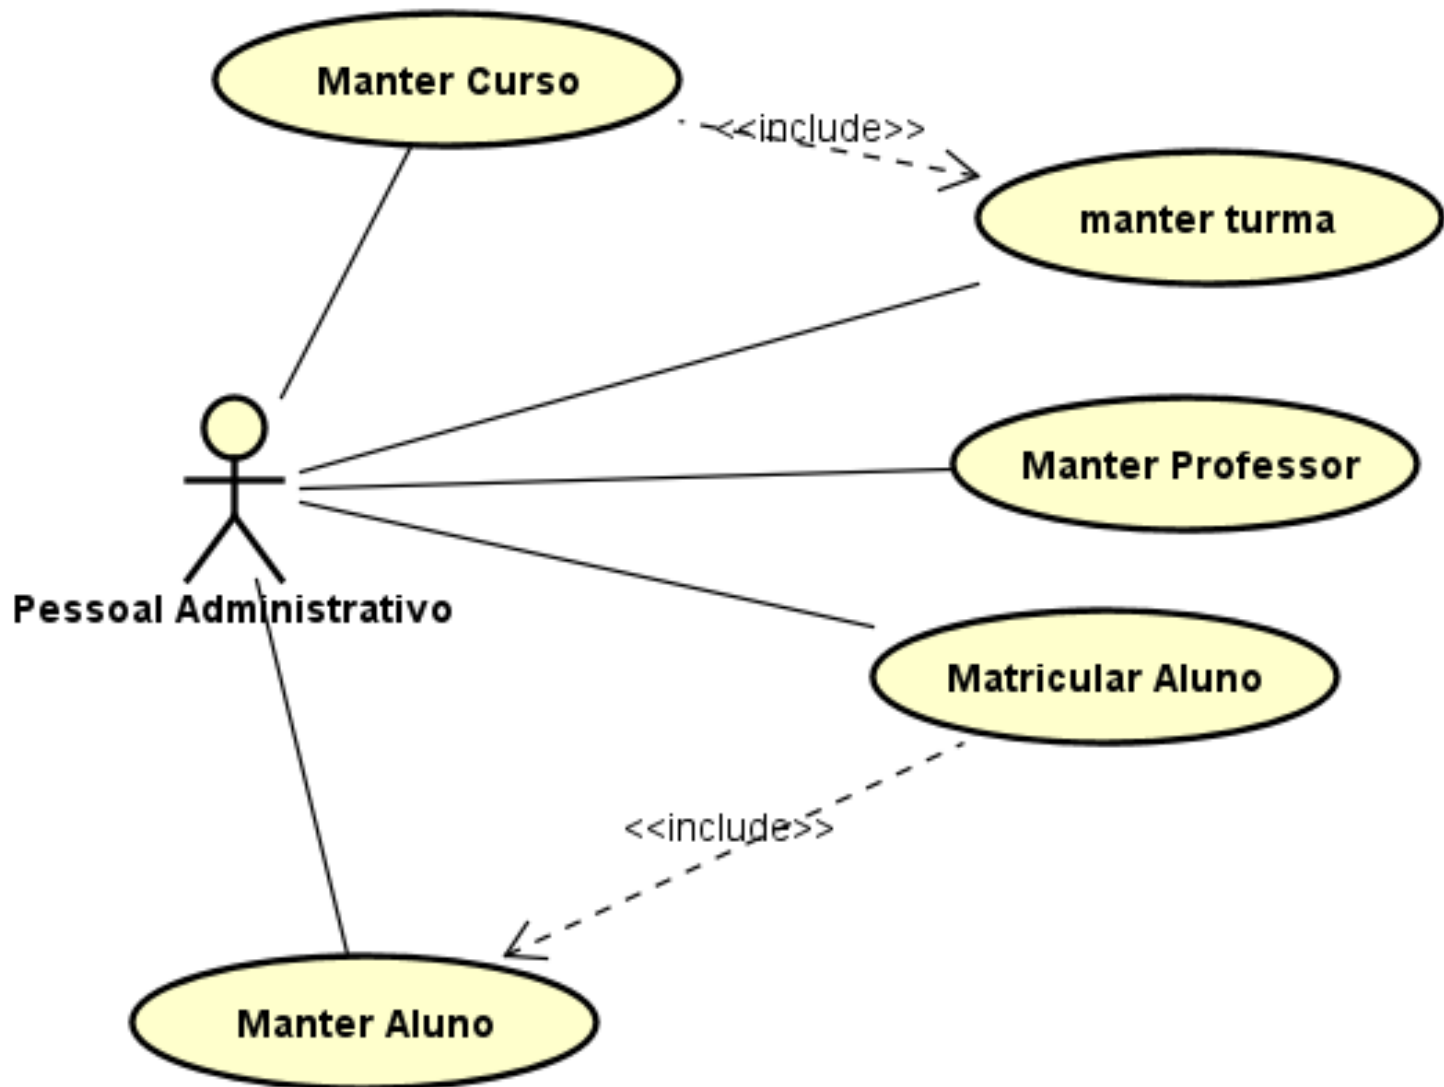 Manter Curso
<<include>>
manter turma
Manter Professor
Pessoal Administrativo
Matricular Aluno
<<include>>
Manter Aluno